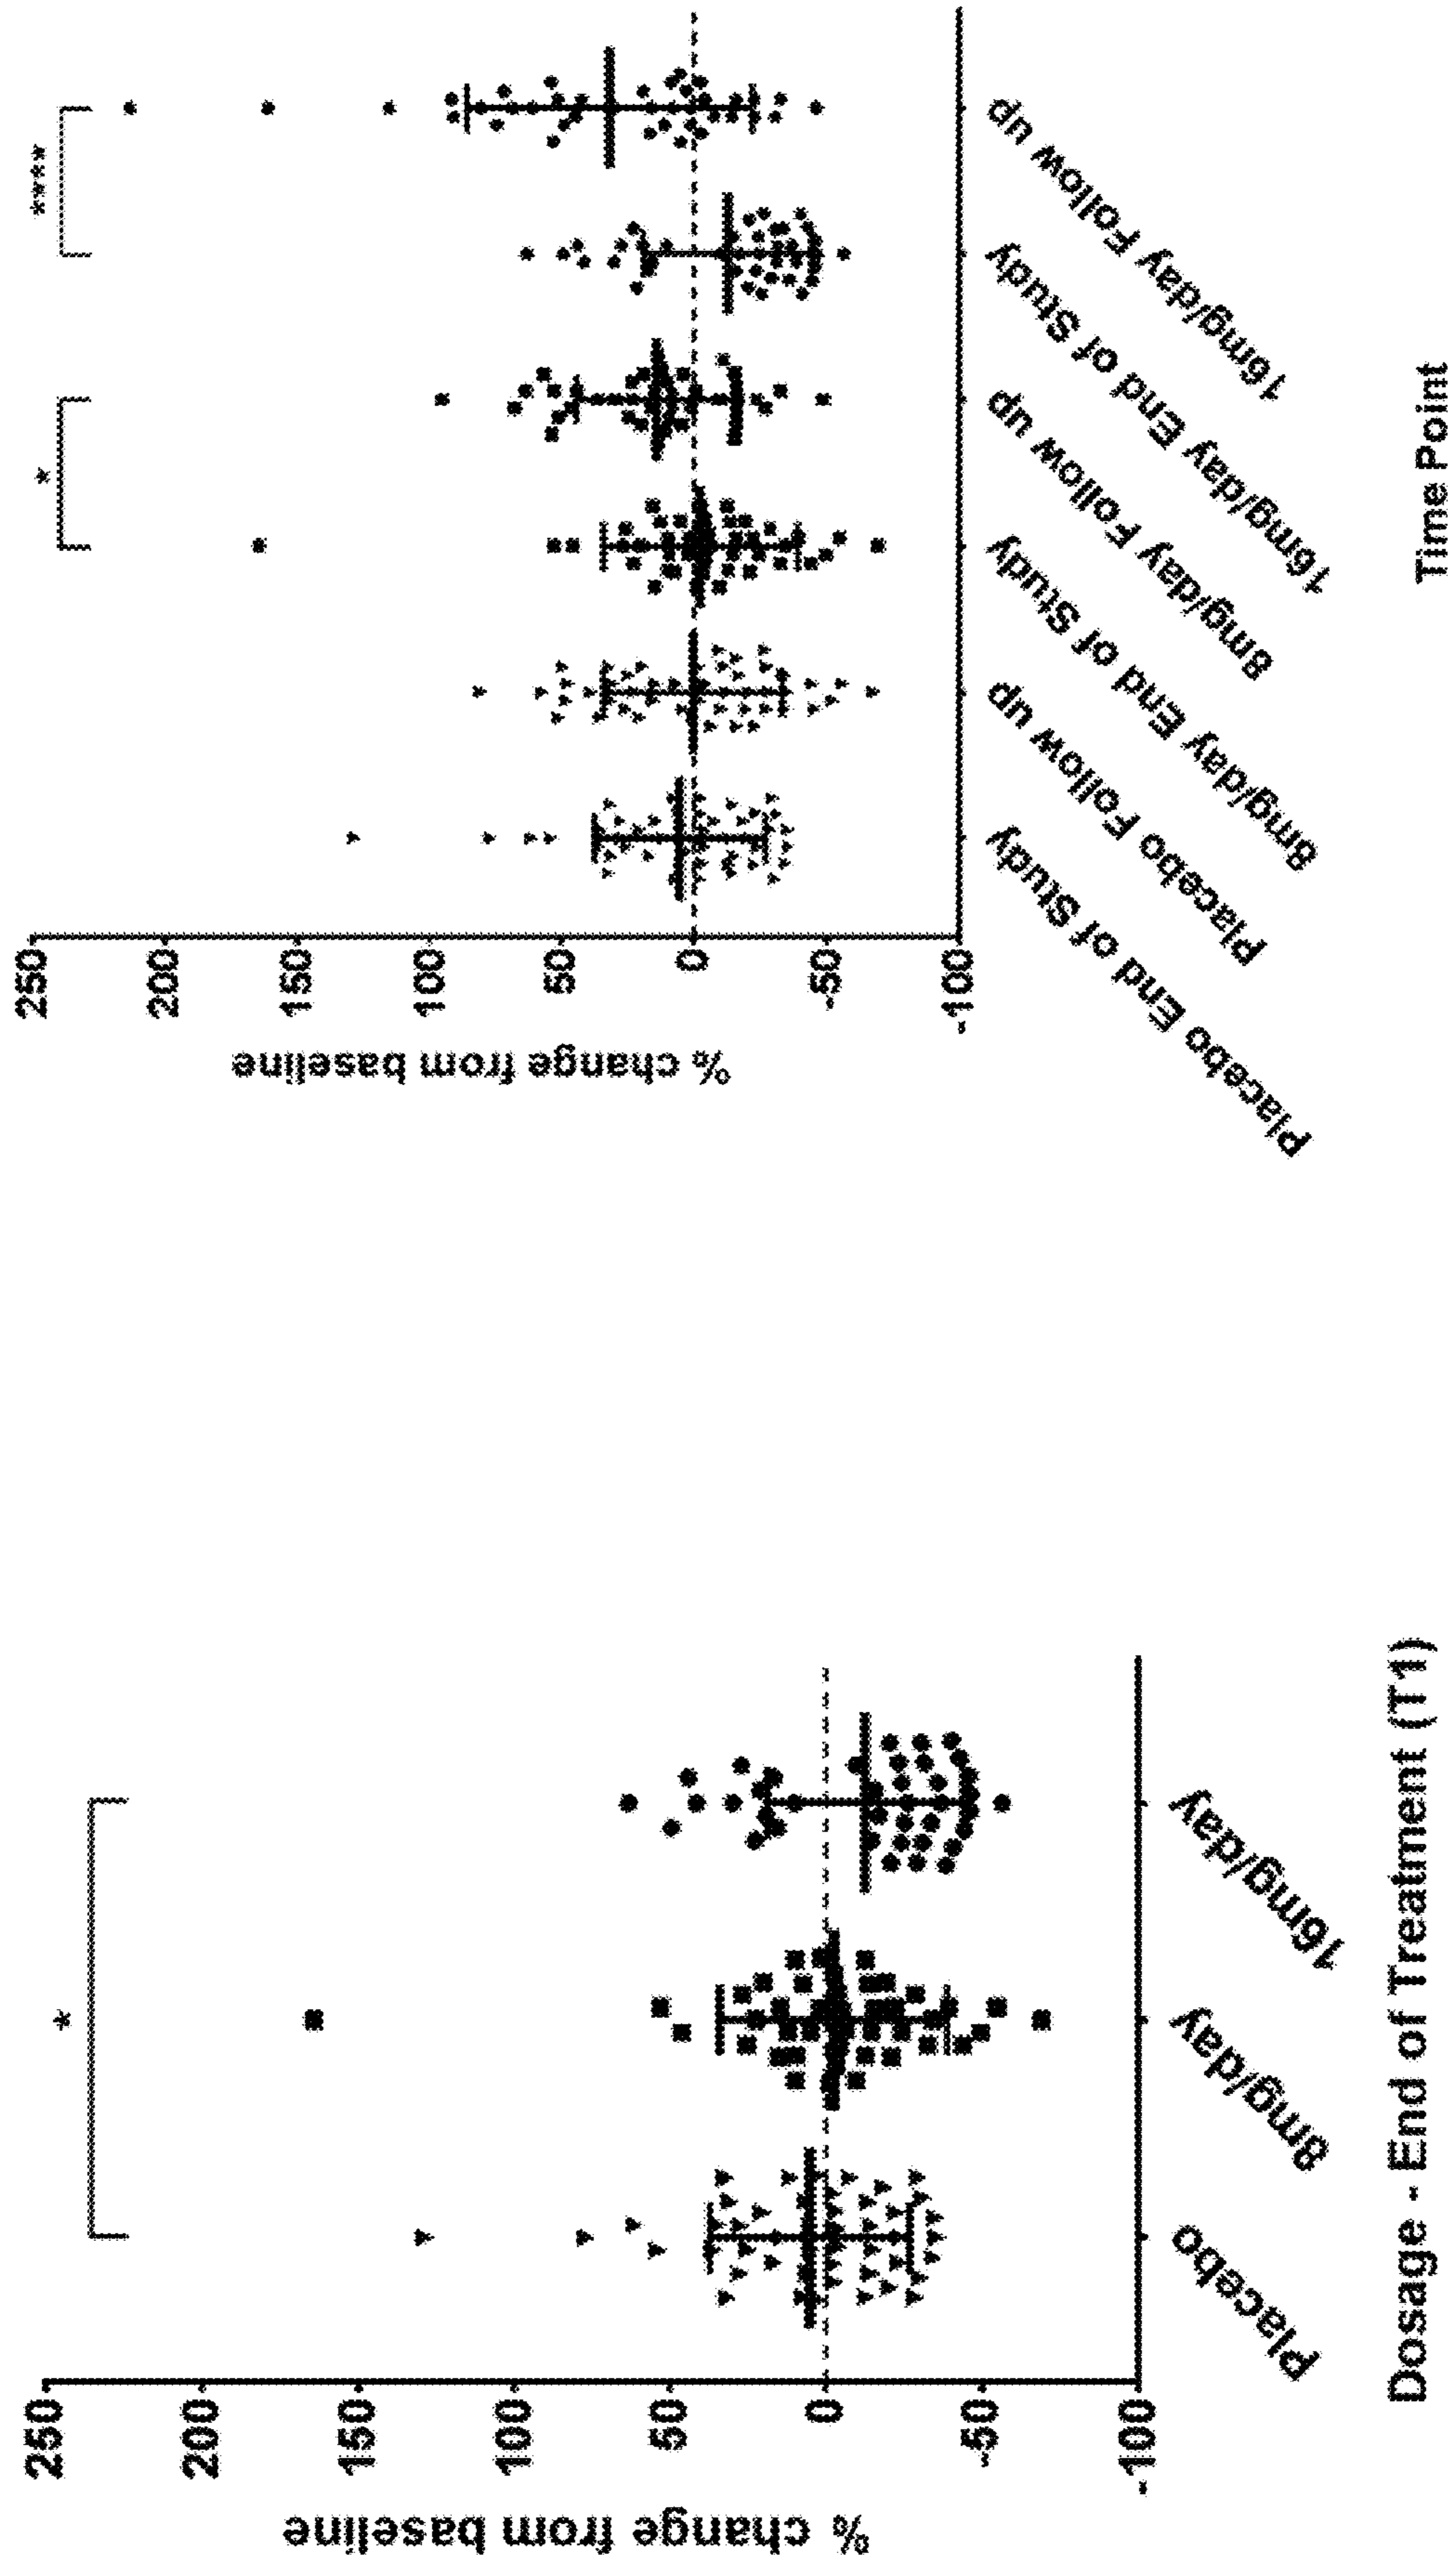 % change from baseline
250
200
150
100
50
0
-50
-100
*
Placebo
8mg/day
16mg/day
Dosage - End of Treatment (T1)
% change from baseline
250
200
150
100
50
0
-50
-100
*
****
Placebo End of Study
Placebo Follow up
8mg/day End of Study
8mg/day Follow up
16mg/day End of Study
16mg/day Follow up
Time Point